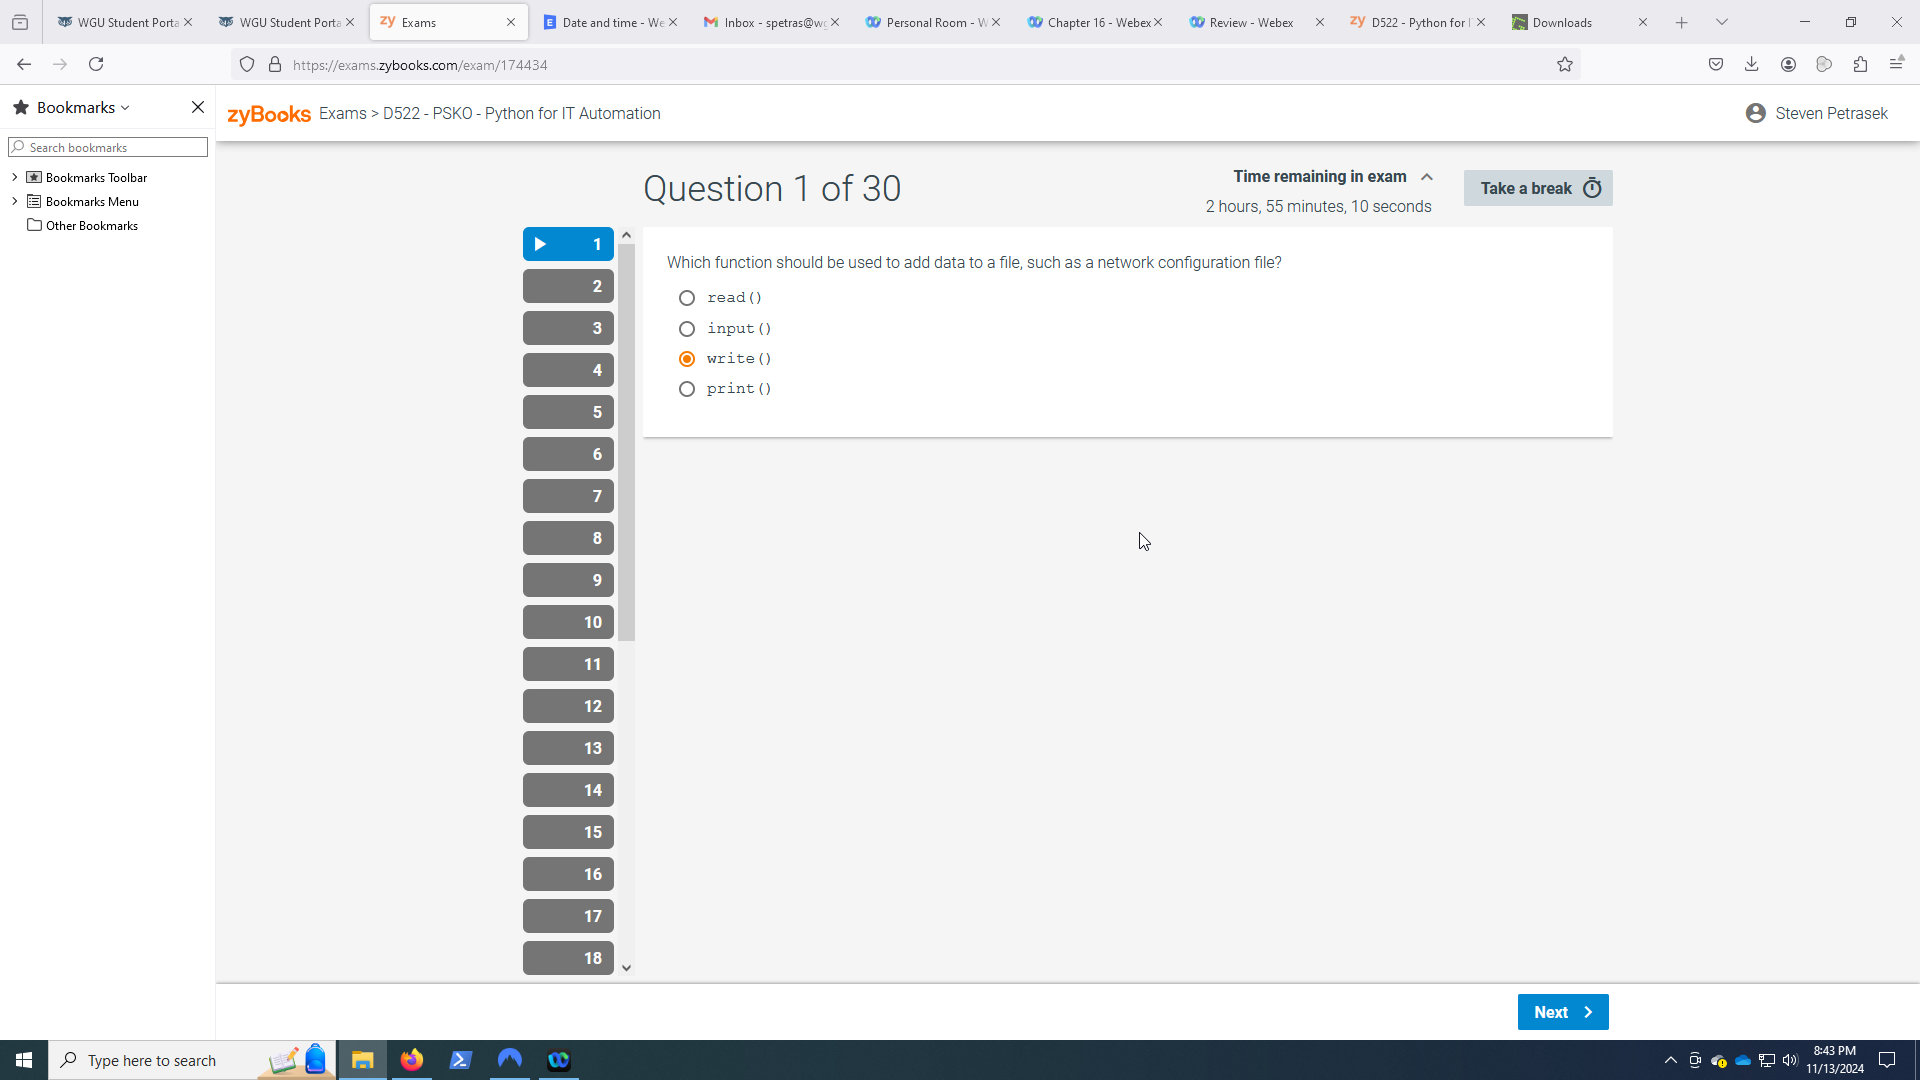 WGU Student Porta
WGU Student Porta
zy Exams
Date and time - We
Inbox - spetras@wg
Personal Room - W
Chapter 16 - Webex
Review - Webex
zy D522 - Python for IT
Downloads
https://exams.zybooks.com/exam/174434
Bookmarks
Search bookmarks
Bookmarks Toolbar
Bookmarks Menu
Other Bookmarks
zyBooks Exams > D522 - PSKO - Python for IT Automation
Steven Petrasek
Question 1 of 30
Time remaining in exam
2 hours, 55 minutes, 10 seconds
Take a break
1
2
3
4
5
6
7
8
9
10
11
12
13
14
15
16
17
18
Which function should be used to add data to a file, such as a network configuration file?
read()
input()
write()
print()
Next
Type here to search
8:43 PM
11/13/2024